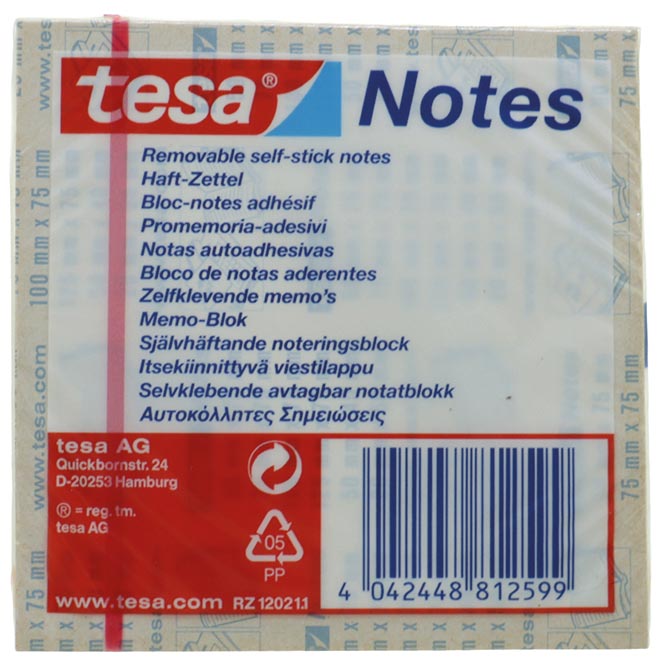 tesa® Notes
Removable self-stick notes
Haft-Zettel
Bloc-notes adhésif
Promemoria-adesivi
Notas autoadhesivas
Bloco de notas aderentes
Zelfklevende memo's
Memo-Blok
Självhäftande noteringsblock
Itsekiinnittyvä viestilappu
Selvklebende avtagbar notatblokk
Αυτοκόλλητες Σημειώσεις
tesa AG
Quickbornstr. 24
D-20253 Hamburg
® = reg. tm.
tesa AG
05
PP
www.tesa.com RZ 12021.1
4 042448 812599
100 mm x 75 mm
www.tesa.com
75 mm x 75 mm